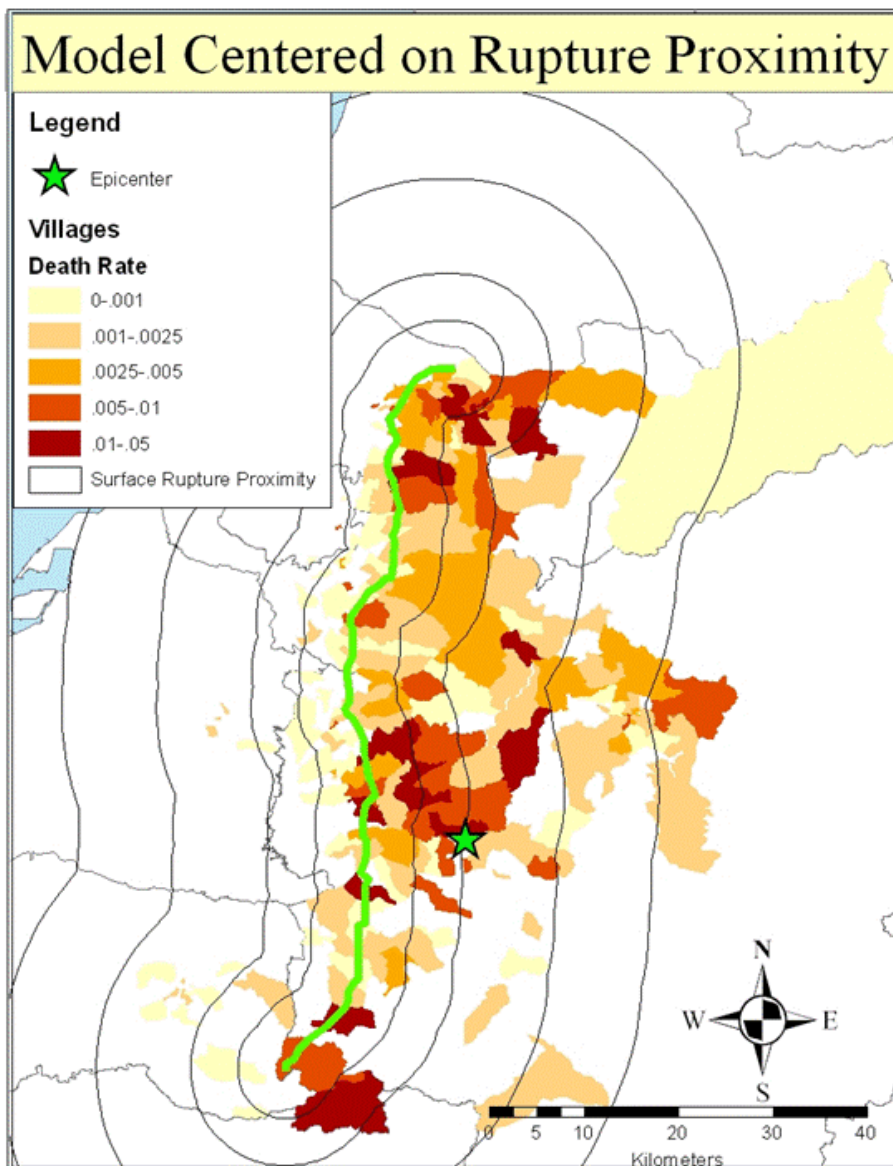 Model Centered on Rupture Proximity
Legend
Epicenter
Villages
Death Rate
0-.001
.001-.0025
.0025-.005
.005-.01
.01-.05
Surface Rupture Proximity
N
W E
S
0 5 10 20 30 40
Kilometers